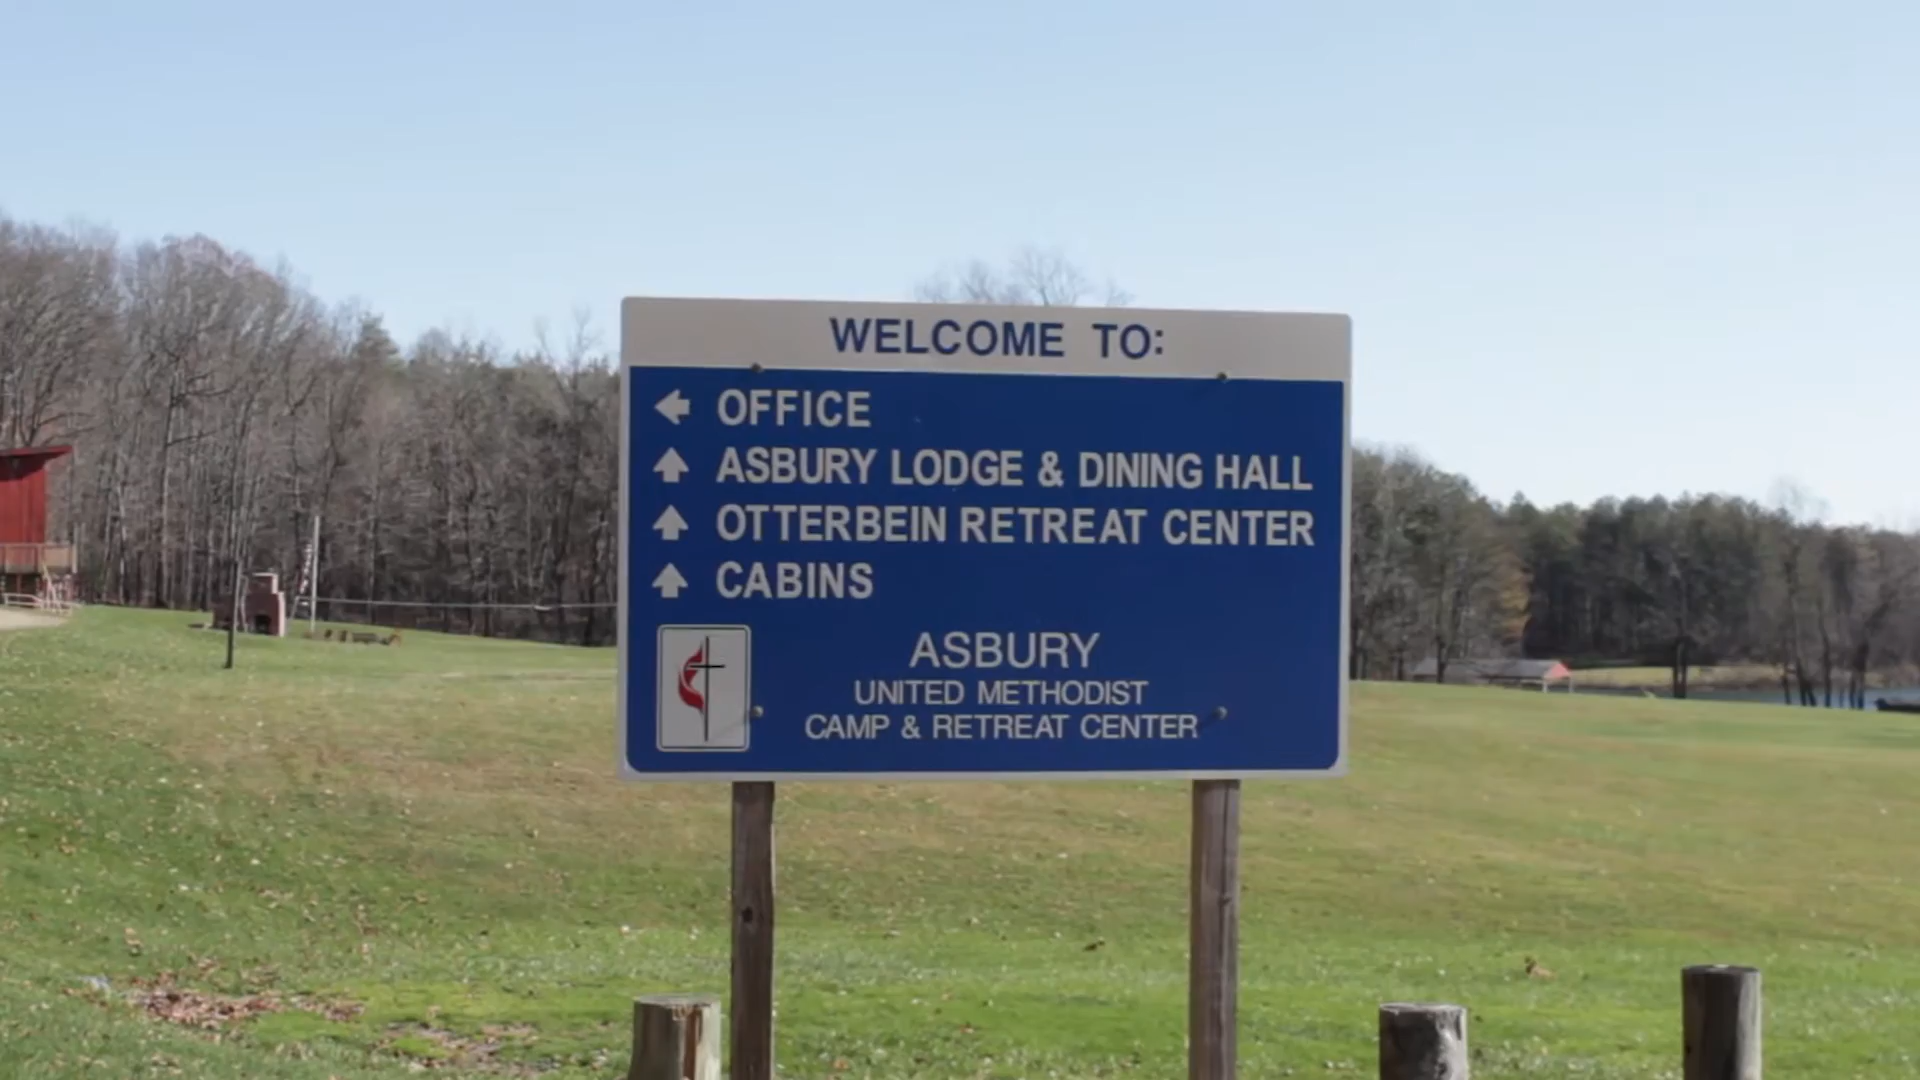 WELCOME TO:
OFFICE
ASBURY LODGE & DINING HALL
OTTERBEIN RETREAT CENTER
CABINS
ASBURY
UNITED METHODIST
CAMP & RETREAT CENTER